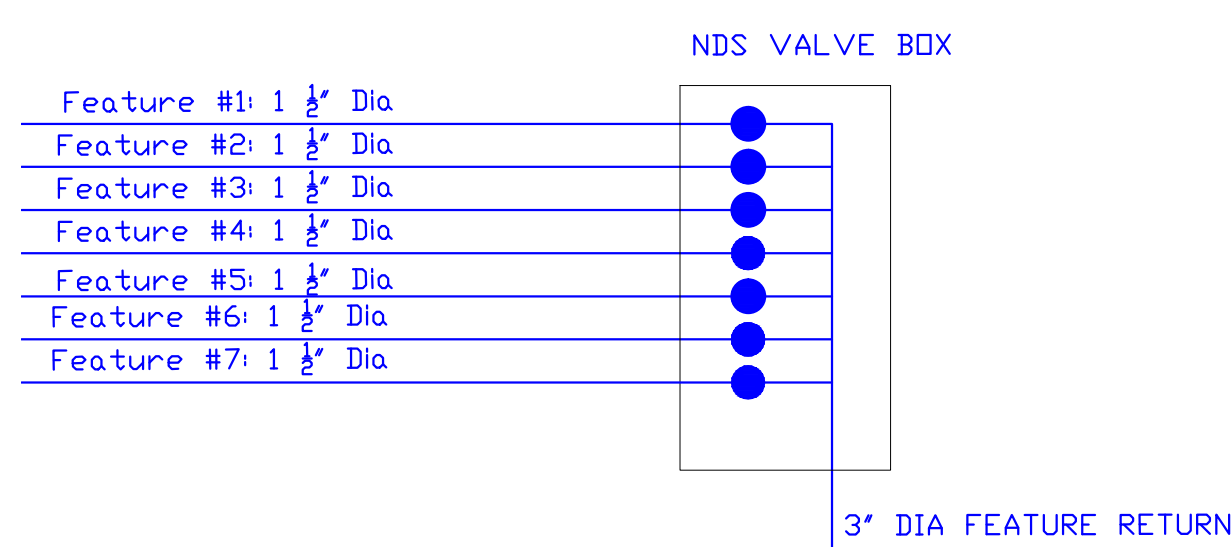 NDS VALVE BOX
Feature #1: 1 ½" Dia
Feature #2: 1 ½" Dia
Feature #3: 1 ½" Dia
Feature #4: 1 ½" Dia
Feature #5: 1 ½" Dia
Feature #6: 1 ½" Dia
Feature #7: 1 ½" Dia
3" DIA FEATURE RETURN